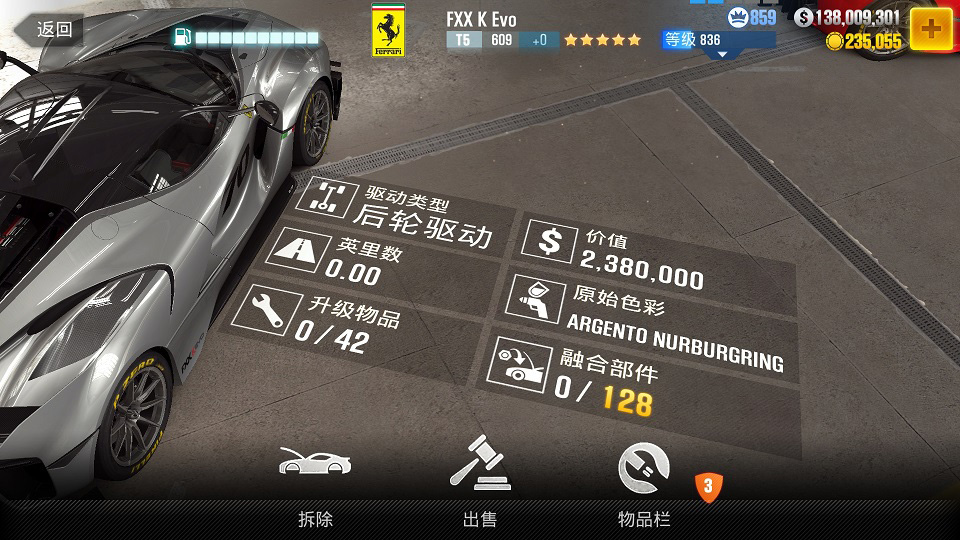 返回
Ferrari
FXX K Evo
T5 609 +0
859
138,009,301
等级 836
235,055
驱动类型
后轮驱动
英里数
0.00
升级物品
0/42
价值
2,380,000
原始色彩
ARGENTO NURBURGRING
融合部件
0/128
P ZERO
PIRELLI
拆除
出售
物品栏
3